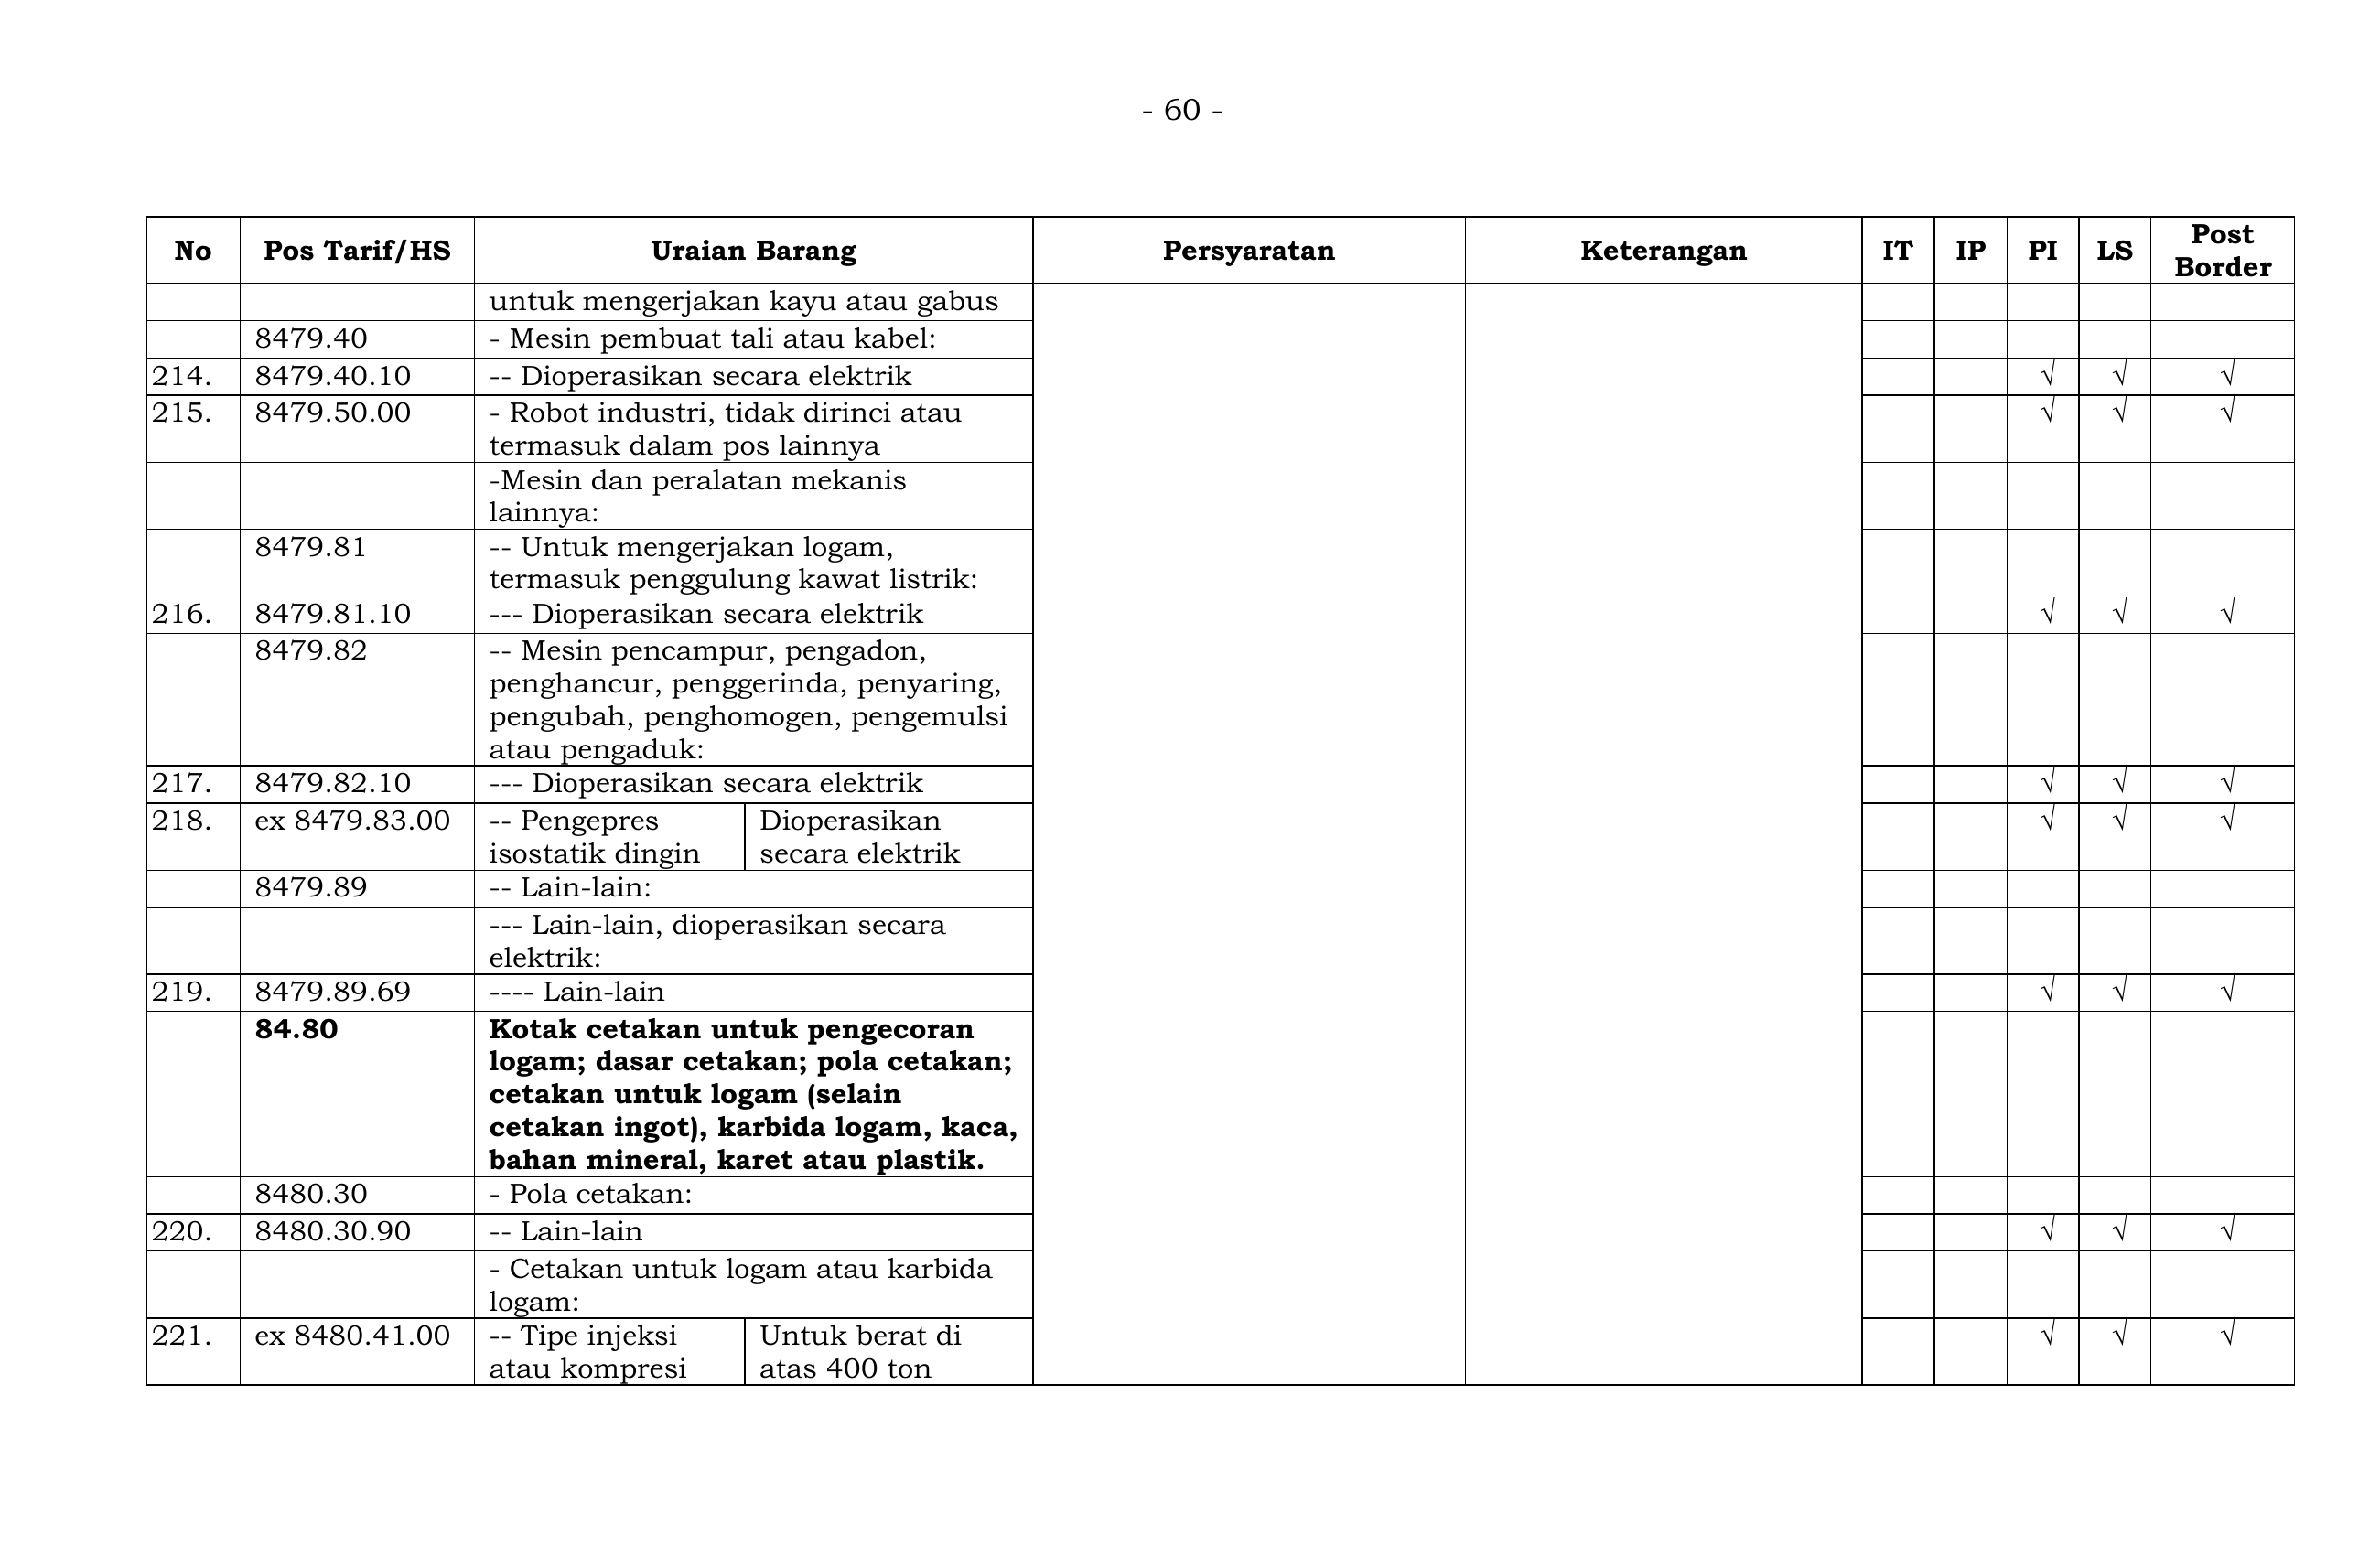 - 60 -
No Pos Tarif/HS Uraian Barang Persyaratan Keterangan IT IP PI LS Post Border
untuk mengerjakan kayu atau gabus
8479.40 - Mesin pembuat tali atau kabel:
214. 8479.40.10 -- Dioperasikan secara elektrik √ √ √
215. 8479.50.00 - Robot industri, tidak dirinci atau √ √ √
termasuk dalam pos lainnya
-Mesin dan peralatan mekanis
lainnya:
8479.81 -- Untuk mengerjakan logam,
termasuk penggulung kawat listrik:
216. 8479.81.10 --- Dioperasikan secara elektrik √ √ √
8479.82 -- Mesin pencampur, pengadon,
penghancur, penggerinda, penyaring,
pengubah, penghomogen, pengemulsi
atau pengaduk:
217. 8479.82.10 --- Dioperasikan secara elektrik √ √ √
218. ex 8479.83.00 -- Pengepres Dioperasikan √ √ √
isostatik dingin secara elektrik
8479.89 -- Lain-lain:
--- Lain-lain, dioperasikan secara
elektrik:
219. 8479.89.69 ---- Lain-lain √ √ √
84.80 Kotak cetakan untuk pengecoran
logam; dasar cetakan; pola cetakan;
cetakan untuk logam (selain
cetakan ingot), karbida logam, kaca,
bahan mineral, karet atau plastik.
8480.30 - Pola cetakan:
220. 8480.30.90 -- Lain-lain √ √ √
- Cetakan untuk logam atau karbida
logam:
221. ex 8480.41.00 -- Tipe injeksi Untuk berat di √ √ √
atau kompresi atas 400 ton